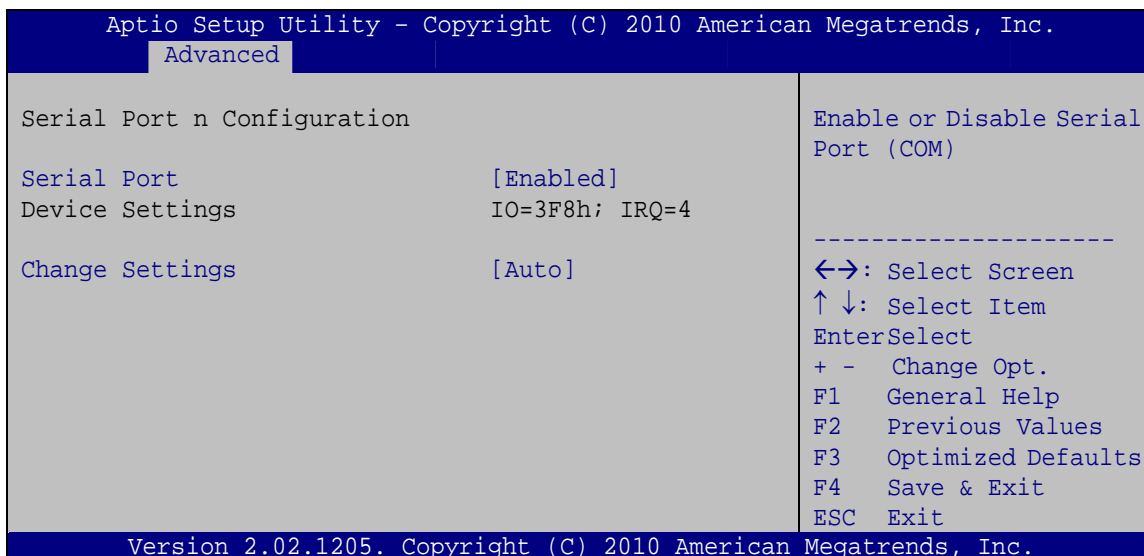 Aptio Setup Utility – Copyright (C) 2010 American Megatrends, Inc.
Advanced
Serial Port n Configuration
Serial Port [Enabled]
Device Settings IO=3F8h; IRQ=4
Change Settings [Auto]
Enable or Disable Serial
Port (COM)
---------------------
←→: Select Screen
↑ ↓: Select Item
EnterSelect
+ - Change Opt.
F1 General Help
F2 Previous Values
F3 Optimized Defaults
F4 Save & Exit
ESC Exit
Version 2.02.1205. Copyright (C) 2010 American Megatrends, Inc.